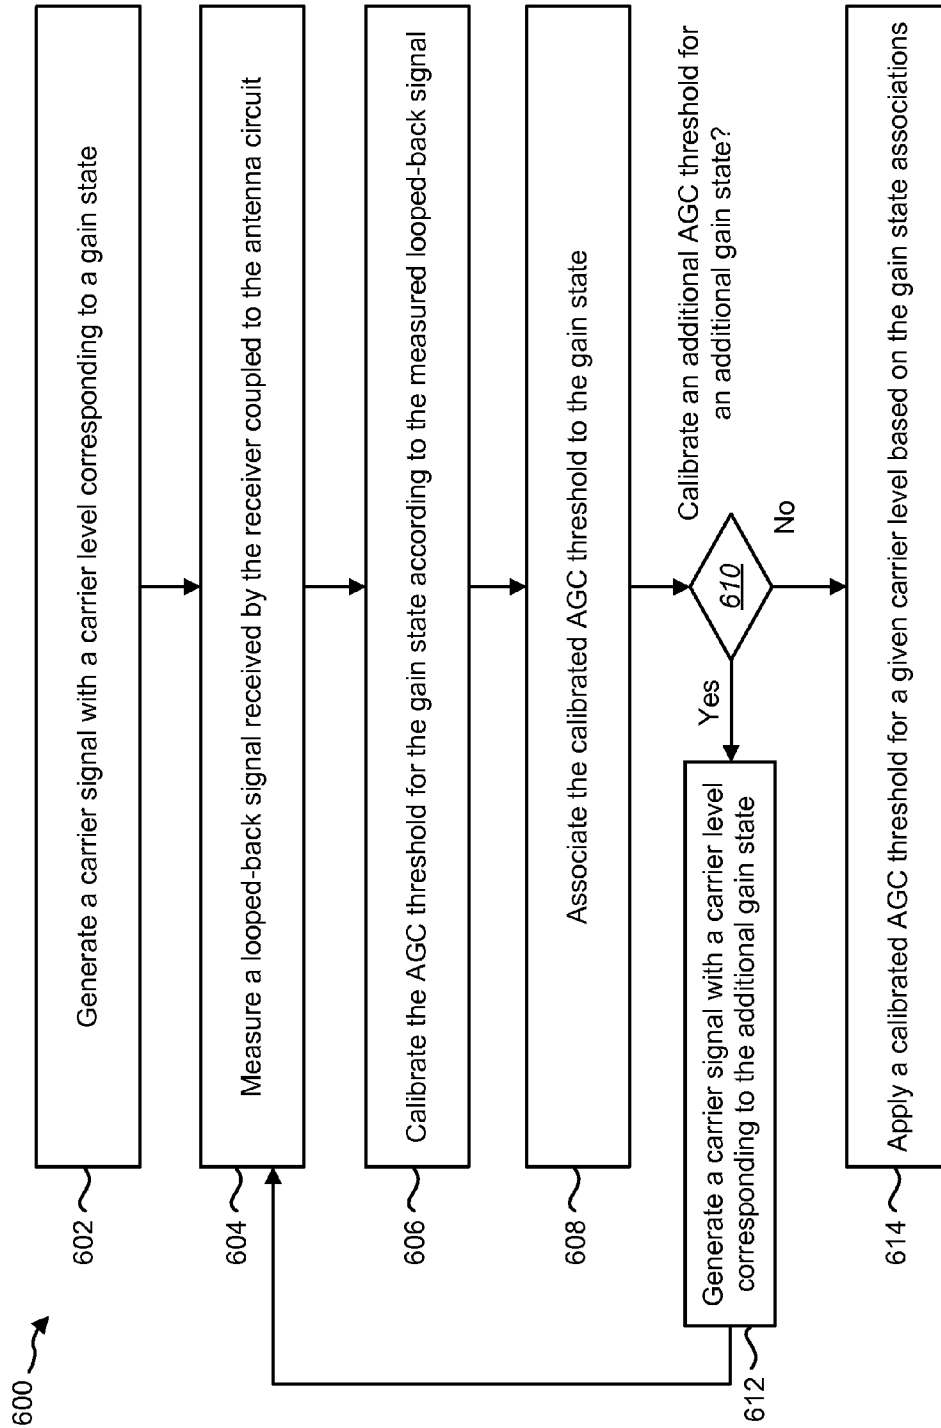 600
602
Generate a carrier signal with a carrier level corresponding to a gain state
604
Measure a looped-back signal received by the receiver coupled to the antenna circuit
606
Calibrate the AGC threshold for the gain state according to the measured looped-back signal
608
Associate the calibrated AGC threshold to the gain state
610
Calibrate an additional AGC threshold for
an additional gain state?
Yes
No
612
Generate a carrier signal with a carrier level
corresponding to the additional gain state
614
Apply a calibrated AGC threshold for a given carrier level based on the gain state associations